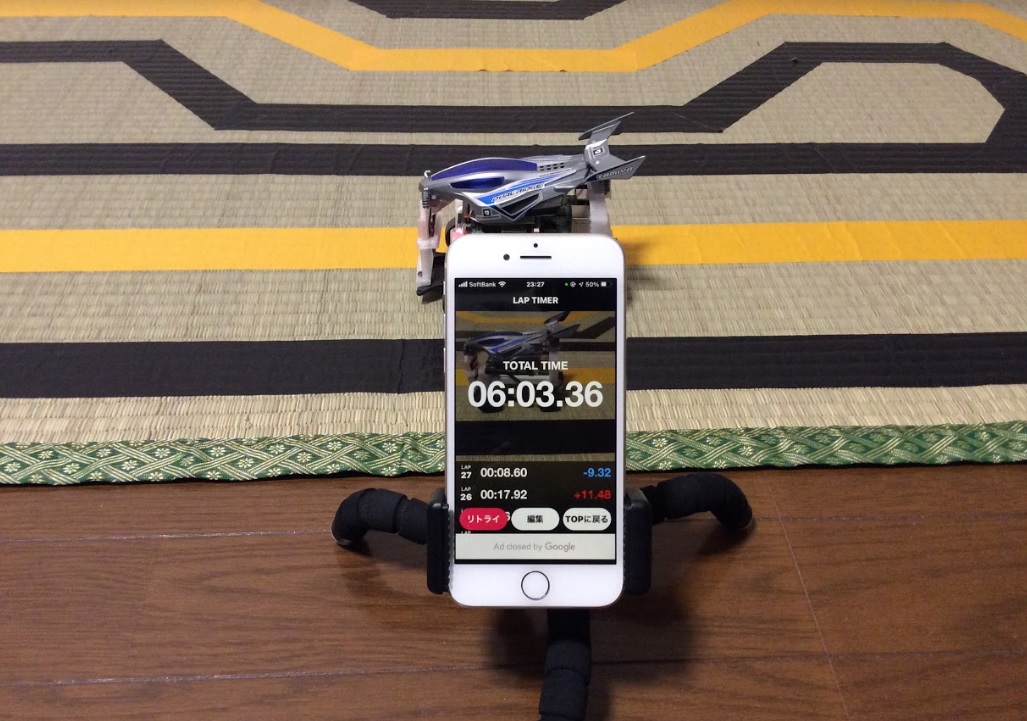 SoftBank 23:27 50%
LAP TIMER
TOTAL TIME
06:03.36
LAP 27 00:08.60 -9.32
LAP 26 00:17.92 +11.48
リトライ 編集 TOPに戻る
Ad closed by Google